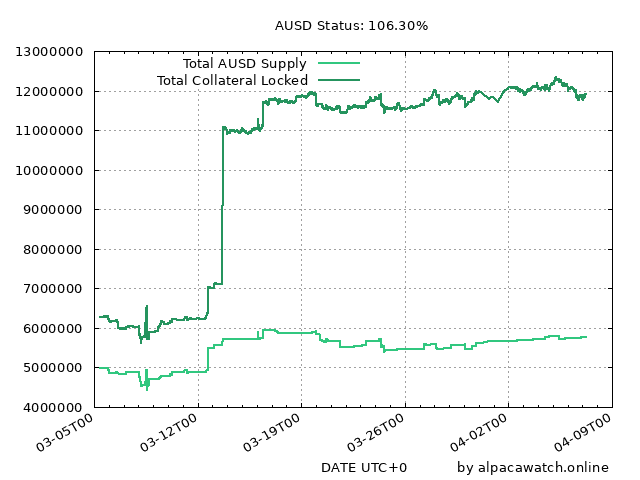 AUSD Status: 106.30%
13000000
12000000
11000000
10000000
9000000
8000000
7000000
6000000
5000000
4000000
Total AUSD Supply
Total Collateral Locked
03-05T00
03-12T00
03-19T00
03-26T00
04-02T00
04-09T00
DATE UTC+0
by alpacawatch.online